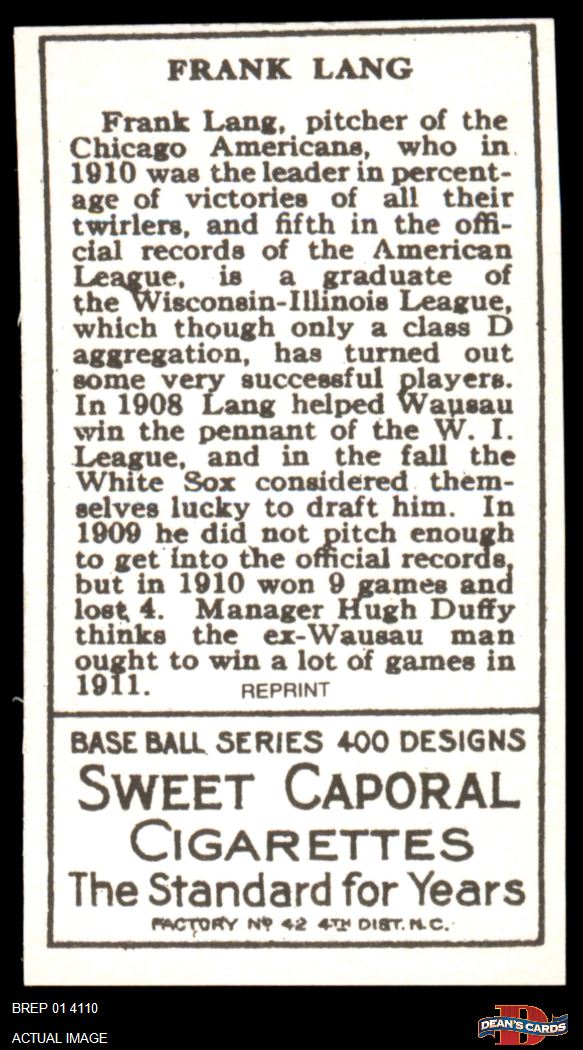 FRANK LANG
Frank Lang, pitcher of the
Chicago Americans, who in
1910 was the leader in percent-
age of victories of all their
twirlers, and fifth in the offi-
cial records of the American
League, is a graduate of
the Wisconsin-Illinois League,
which though only a class D
aggregation, has turned out
some very successful players.
In 1908 Lang helped Wausau
win the pennant of the W. I.
League, and in the fall the
White Sox considered them-
selves lucky to draft him. In
1909 he did not pitch enough
to get into the official records,
but in 1910 won 9 games and
lost 4. Manager Hugh Duffy
thinks the ex-Wausau man
ought to win a lot of games in
1911. REPRINT
BASE BALL SERIES 400 DESIGNS
SWEET CAPORAL
CIGARETTES
The Standard for Years
FACTORY Nº 42 4TH DIST. N.C.
BREP 01 4110
ACTUAL IMAGE
D
DEAN'S CARDS